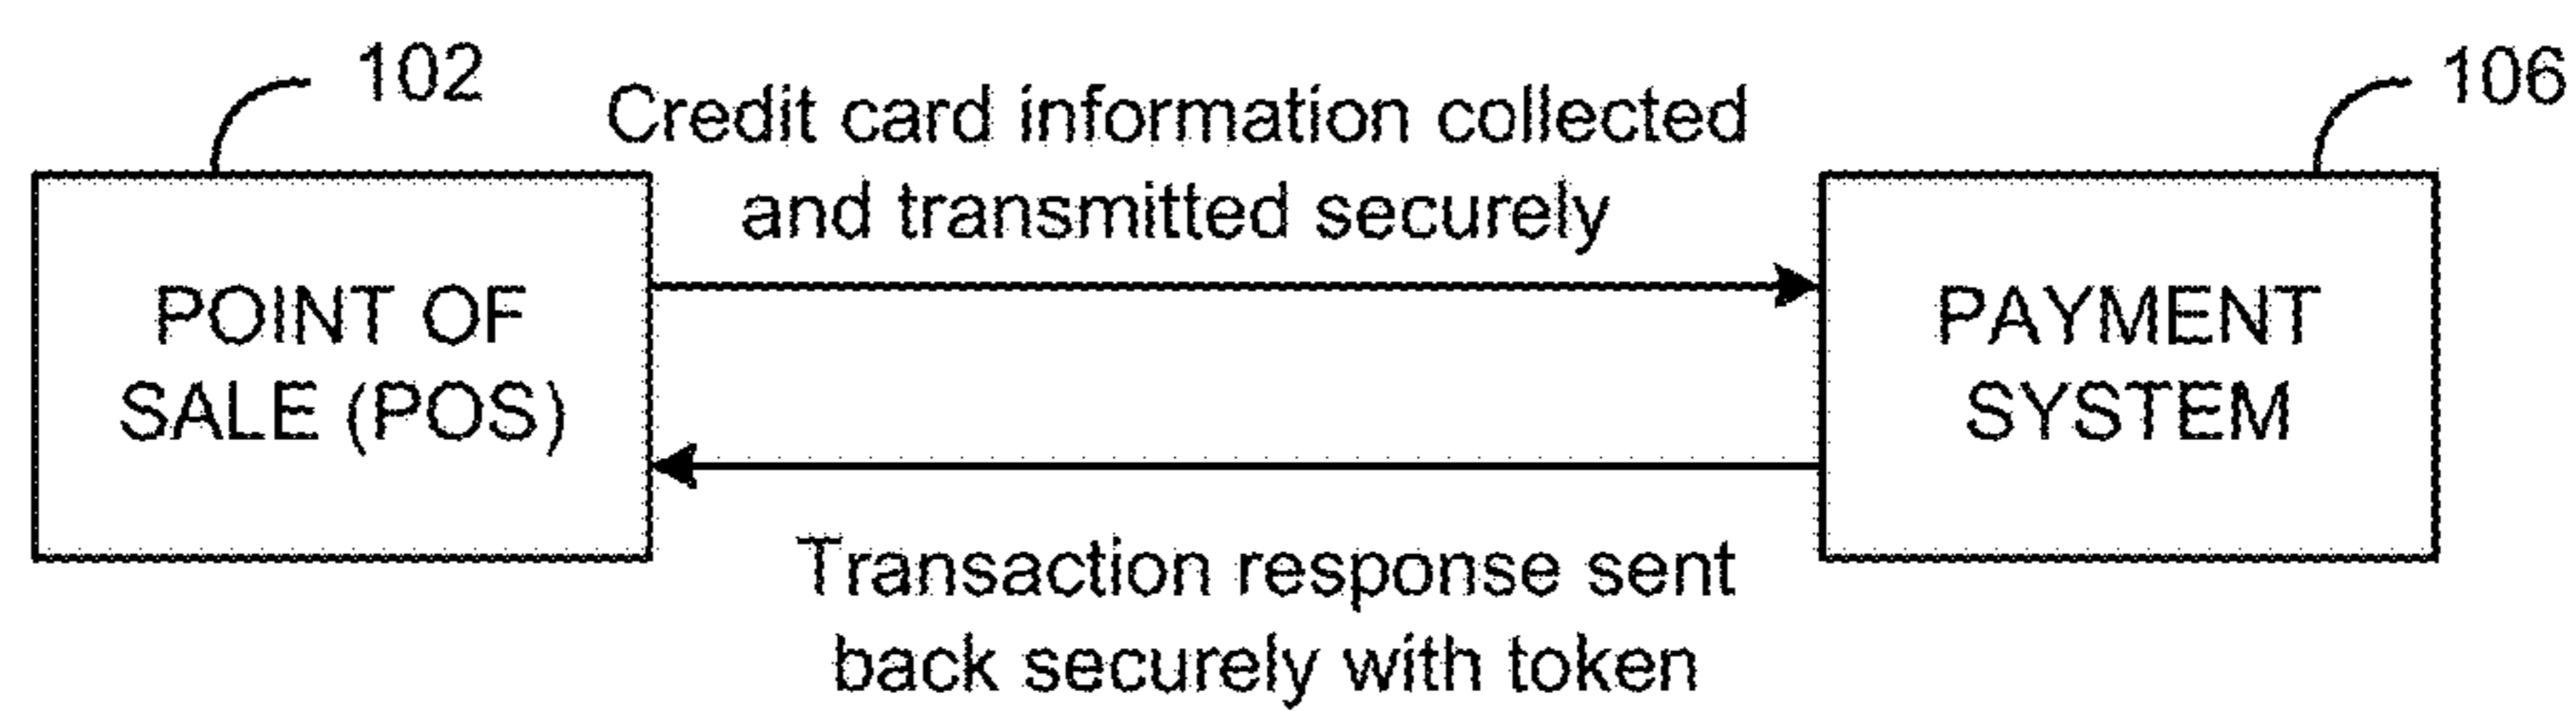 102
106
Credit card information collected
and transmitted securely
POINT OF
SALE (POS)
PAYMENT
SYSTEM
Transaction response sent
back securely with token